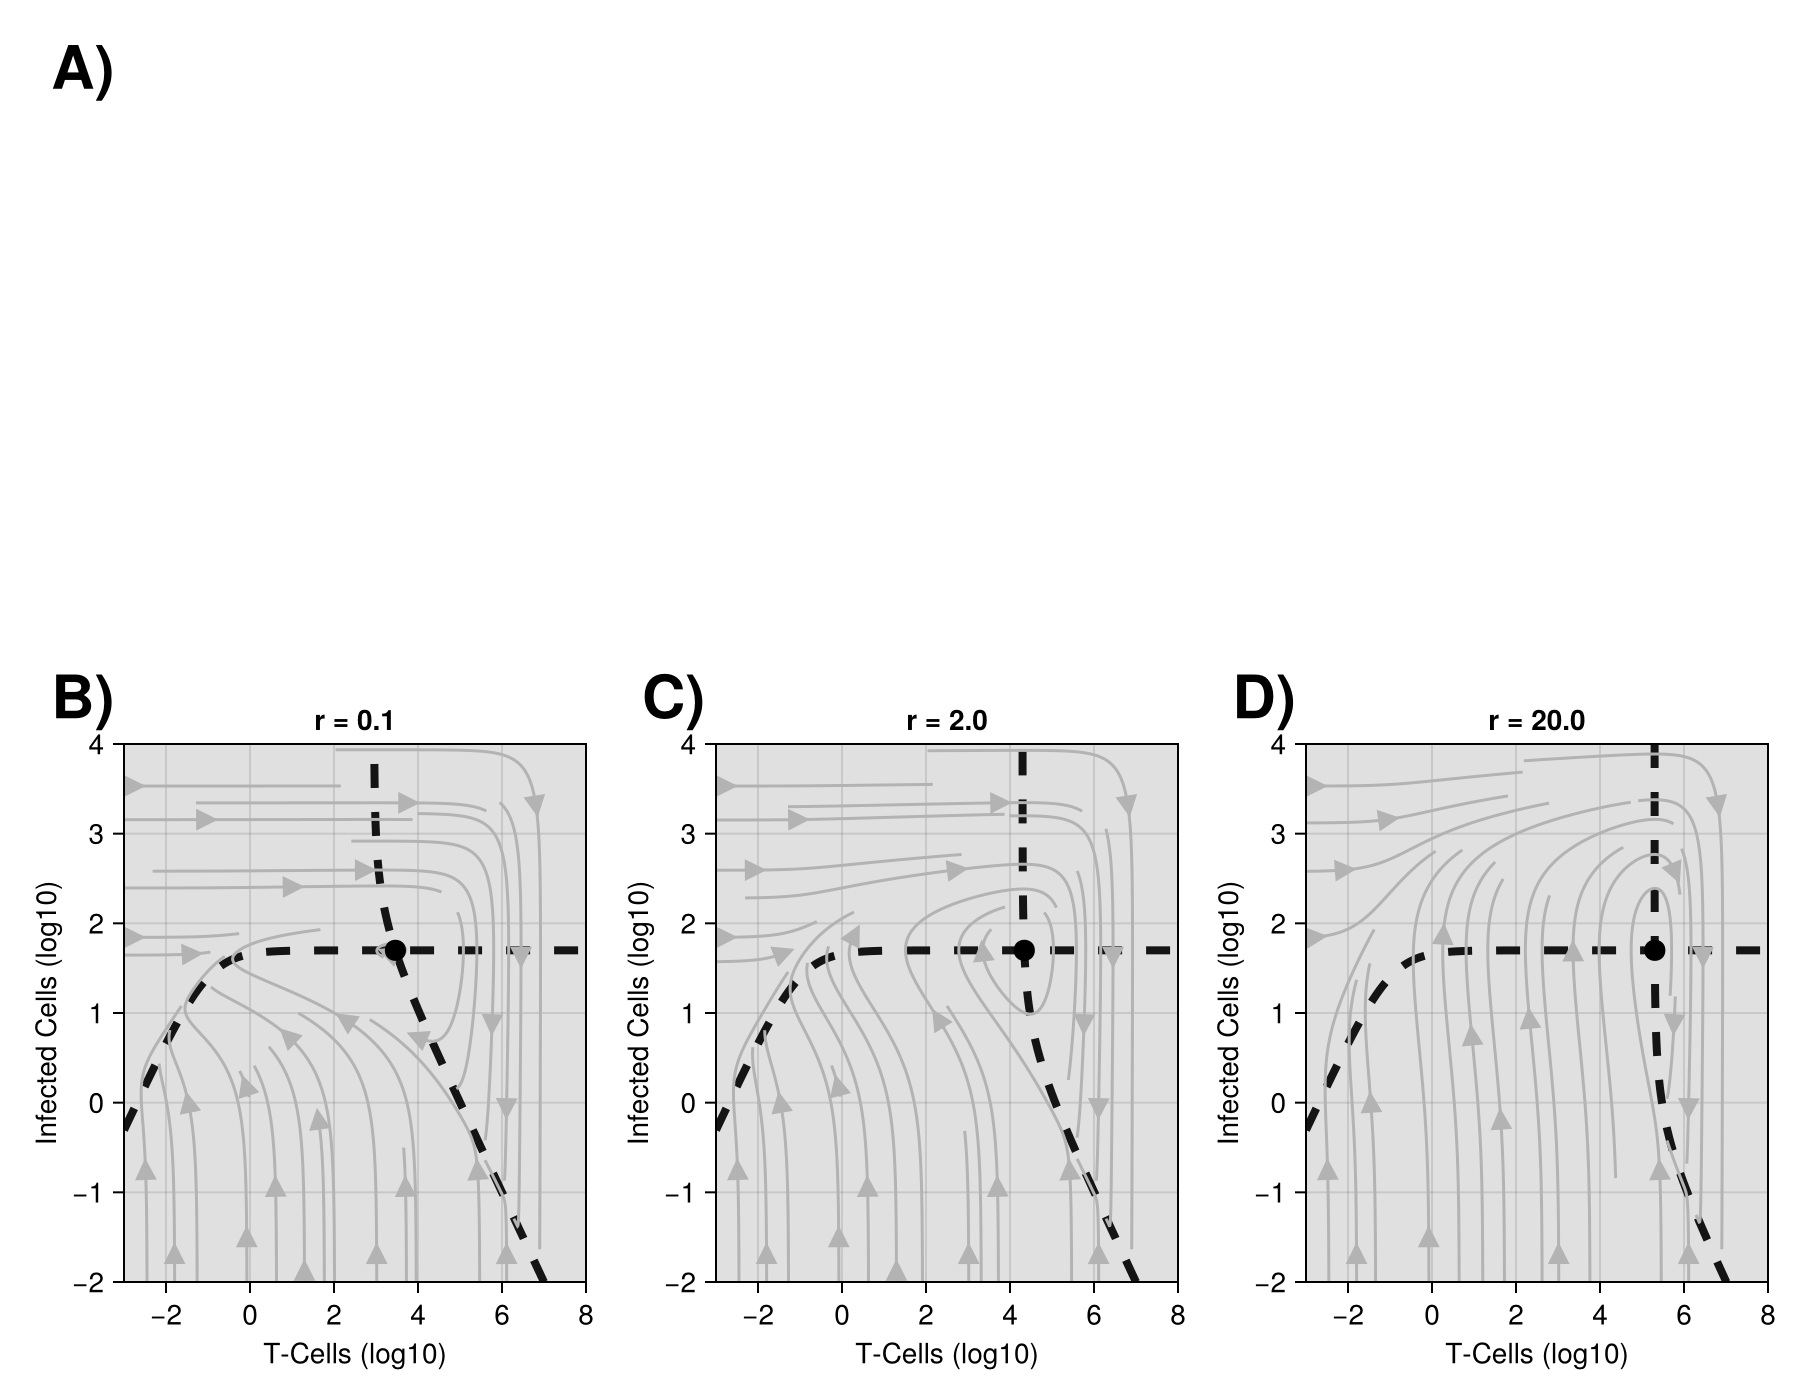 A)
B)
r = 0.1
C)
r = 2.0
D)
r = 20.0
Infected Cells (log10)
4
3
2
1
0
−1
−2
−2 0 2 4 6 8
T-Cells (log10)
Infected Cells (log10)
4
3
2
1
0
−1
−2
−2 0 2 4 6 8
T-Cells (log10)
Infected Cells (log10)
4
3
2
1
0
−1
−2
−2 0 2 4 6 8
T-Cells (log10)